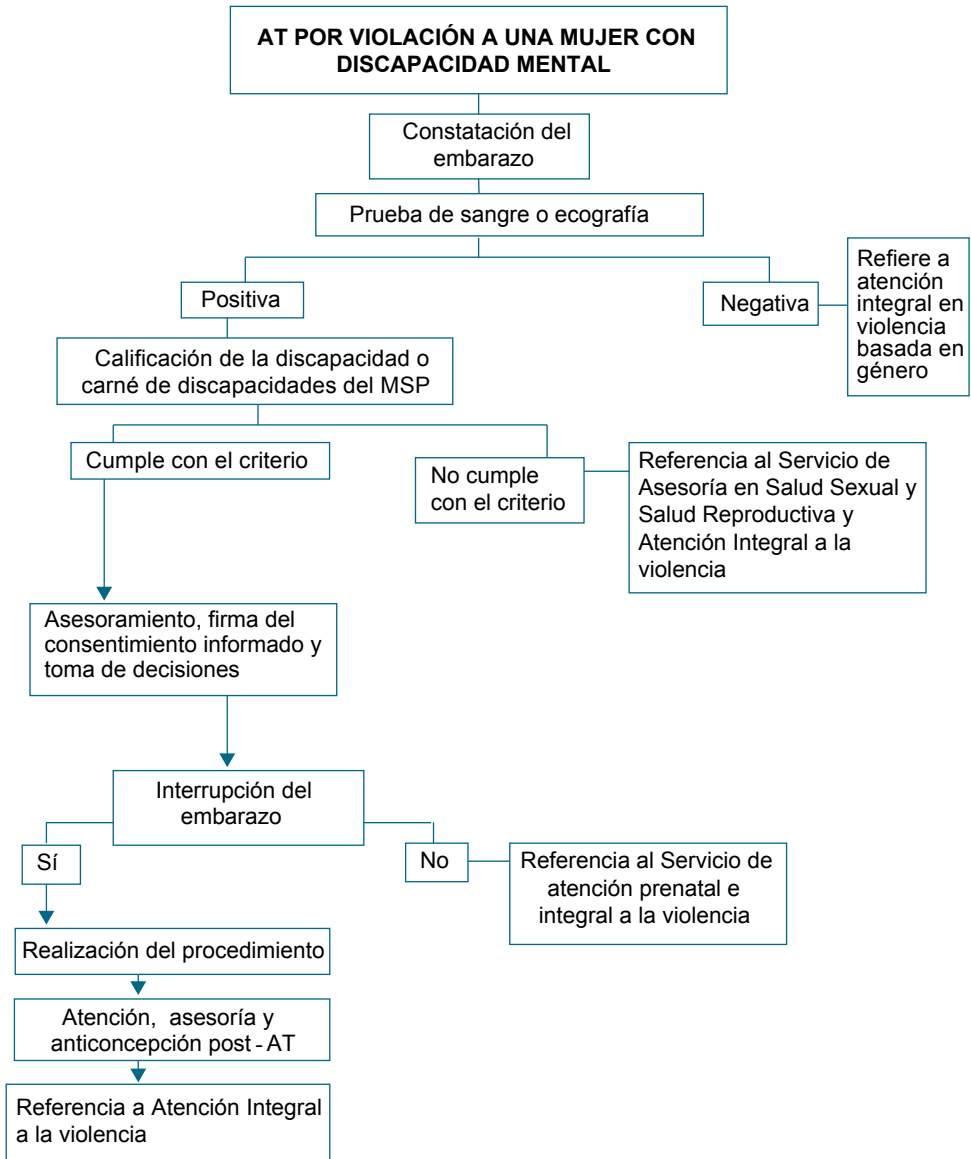 AT POR VIOLACIÓN A UNA MUJER CON
DISCAPACIDAD MENTAL
Constatación del
embarazo
Prueba de sangre o ecografía
Positiva
Negativa
Refiere a
atención
integral en
violencia
basada en
género
Calificación de la discapacidad o
carné de discapacidades del MSP
Cumple con el criterio
No cumple
con el criterio
Referencia al Servicio de
Asesoría en Salud Sexual y
Salud Reproductiva y
Atención Integral a la
violencia
Asesoramiento, firma del
consentimiento informado y
toma de decisiones
Interrupción del
embarazo
Sí
No
Referencia al Servicio de
atención prenatal e
integral a la violencia
Realización del procedimiento
Atención, asesoría y
anticoncepción post - AT
Referencia a Atención Integral
a la violencia